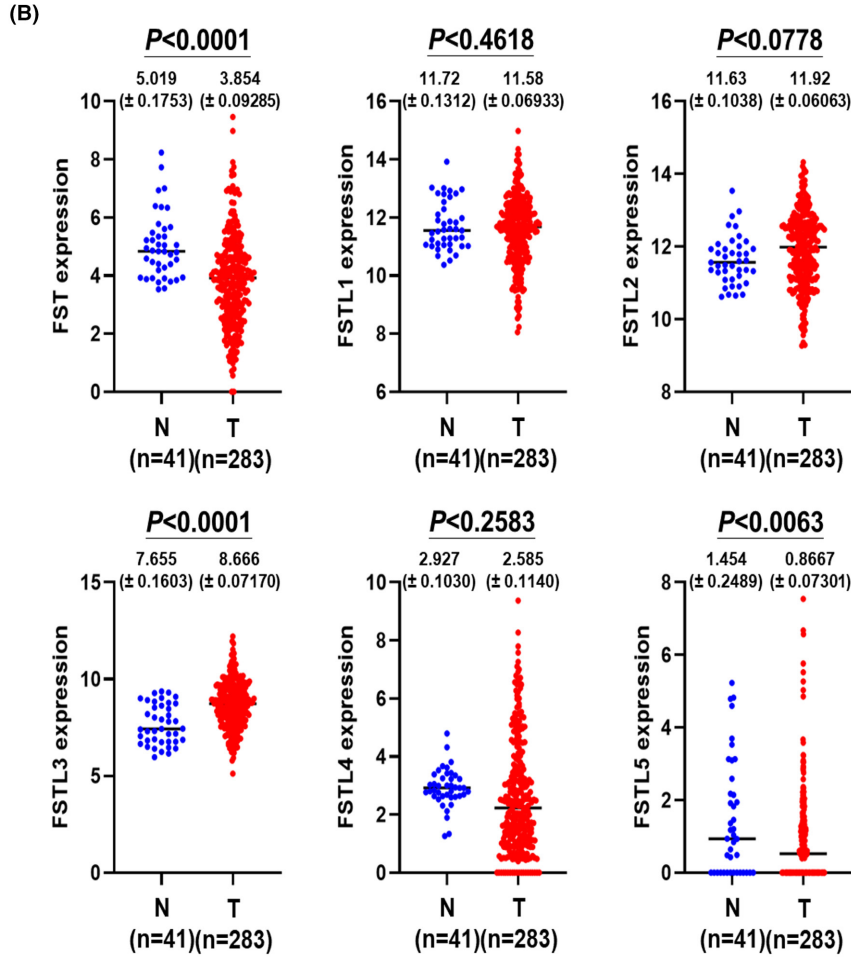 (B)
P<0.0001
5.019 3.854
(± 0.1753) (± 0.09285)
FST expression
10
8
6
4
2
0
N T
(n=41)(n=283)
P<0.4618
11.72 11.58
(± 0.1312) (± 0.06933)
FSTL1 expression
16
14
12
10
8
6
N T
(n=41)(n=283)
P<0.0778
11.63 11.92
(± 0.1038) (± 0.06063)
FSTL2 expression
16
14
12
10
8
N T
(n=41)(n=283)
P<0.0001
7.655 8.666
(± 0.1603) (± 0.07170)
FSTL3 expression
15
10
5
0
N T
(n=41)(n=283)
P<0.2583
2.927 2.585
(± 0.1030) (± 0.1140)
FSTL4 expression
10
8
6
4
2
0
N T
(n=41)(n=283)
P<0.0063
1.454 0.8667
(± 0.2489) (± 0.07301)
FSTL5 expression
8
6
4
2
0
N T
(n=41)(n=283)